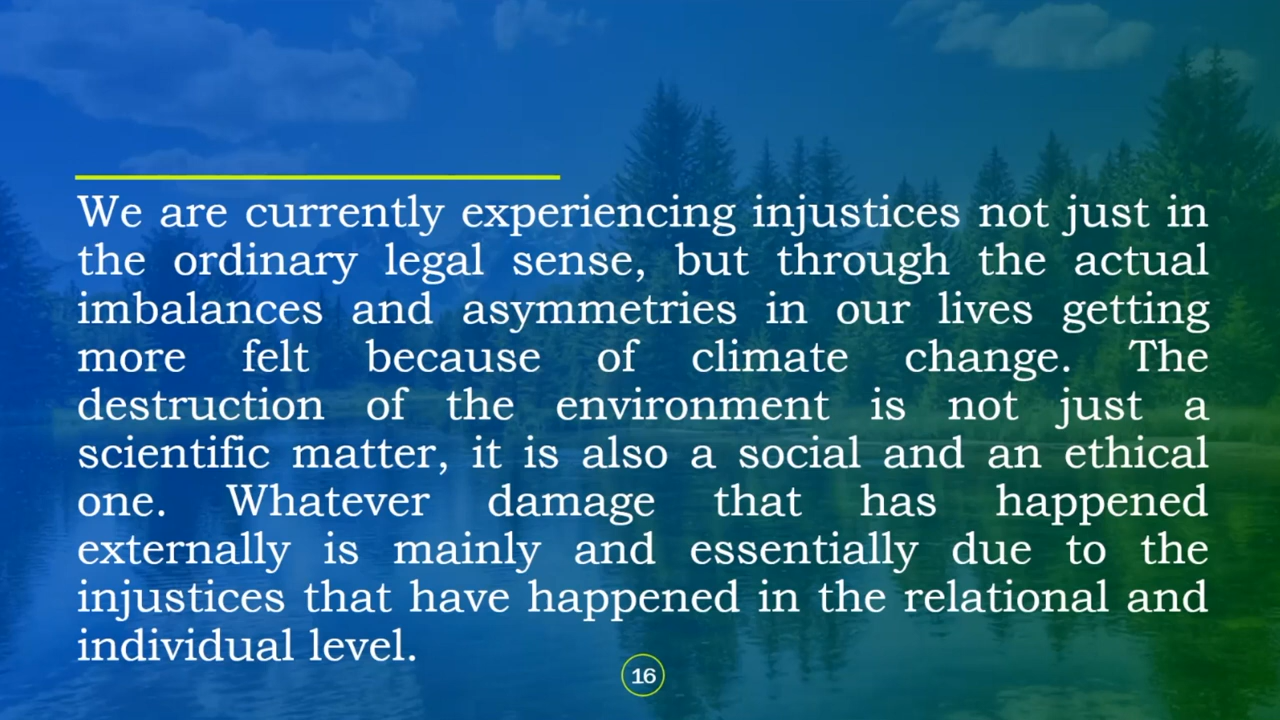 We are currently experiencing injustices not just in
the ordinary legal sense, but through the actual
imbalances and asymmetries in our lives getting
more felt because of climate change. The
destruction of the environment is not just a
scientific matter, it is also a social and an ethical
one. Whatever damage that has happened
externally is mainly and essentially due to the
injustices that have happened in the relational and
individual level.
16